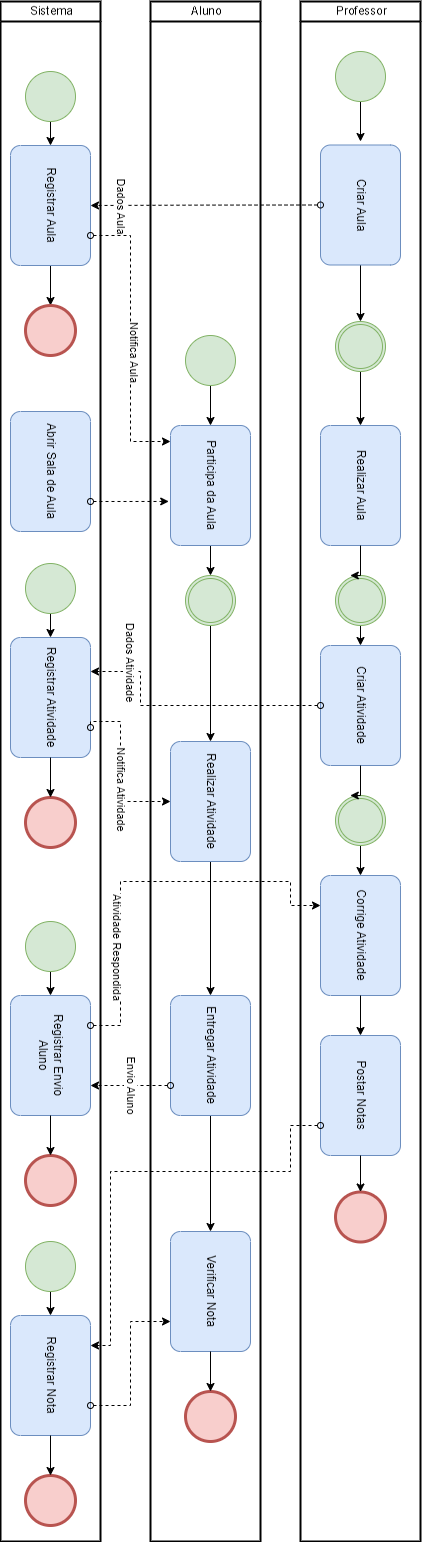 Sistema
Aluno
Professor
Registrar Aula
Dados Aula
Criar Aula
Notifica Aula
Abrir Sala de Aula
Participa da Aula
Realizar Aula
Registrar Atividade
Dados Atividade
Criar Atividade
Notifica Atividade
Realizar Atividade
Atividade Respondida
Corrige Atividade
Registrar Envio
Aluno
Envio Aluno
Entregar Atividade
Postar Notas
Verificar Nota
Registrar Nota